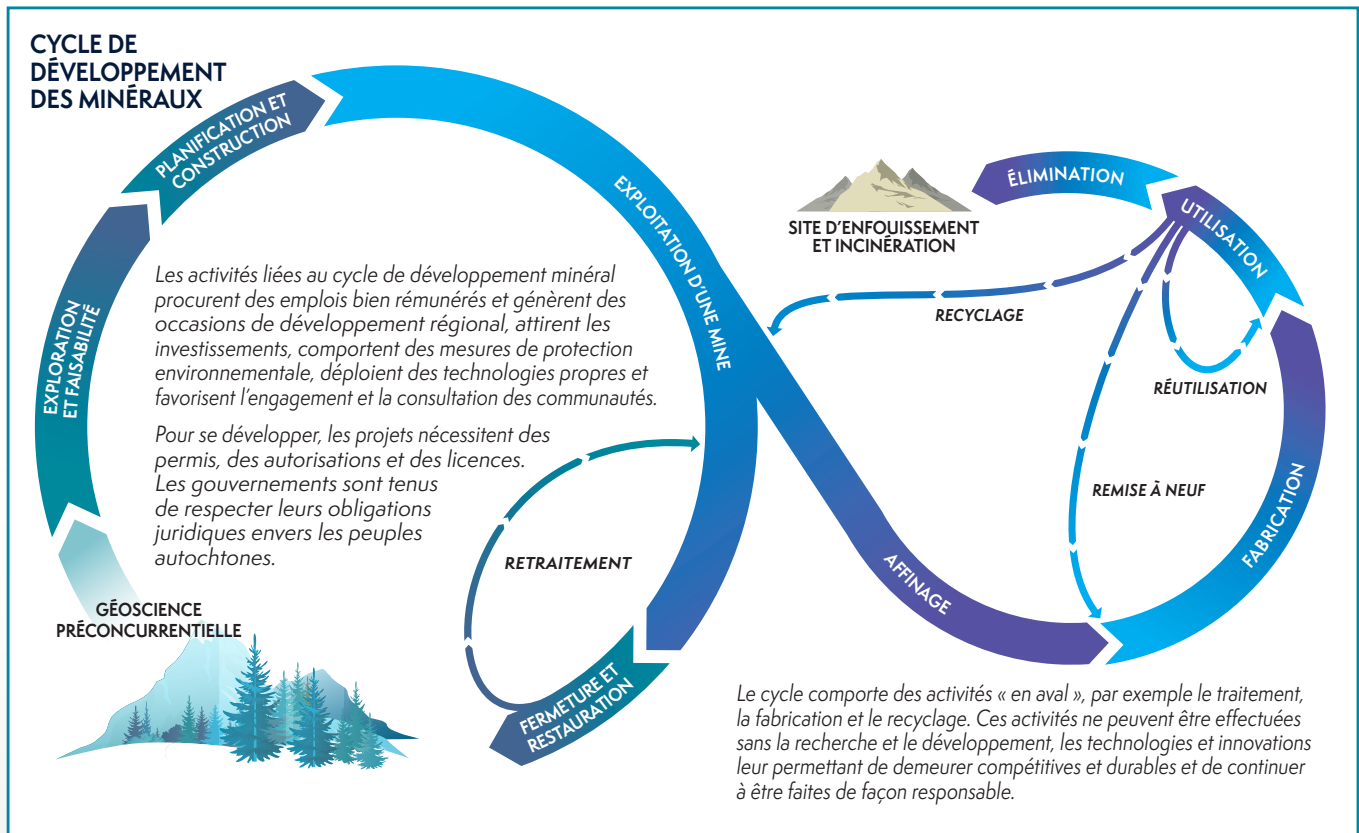 CYCLE DE
DÉVELOPPEMENT
DES MINÉRAUX
PLANIFICATION ET
CONSTRUCTION
EXPLORATION
ET FAISABILITÉ
GÉOSCIENCE
PRÉCONCURRENTIELLE
EXPLOITATION D'UNE MINE
Les activités liées au cycle de développement minéral
procurent des emplois bien rémunérés et génèrent des
occasions de développement régional, attirent les
investissements, comportent des mesures de protection
environnementale, déploient des technologies propres et
favorisent l'engagement et la consultation des communautés.
Pour se développer, les projets nécessitent des
permis, des autorisations et des licences.
Les gouvernements sont tenus
de respecter leurs obligations
juridiques envers les peuples
autochtones.
RETRAITEMENT
FERMETURE ET
RESTAURATION
AFFINAGE
FABRICATION
UTILISATION
ÉLIMINATION
SITE D'ENFOUISSEMENT
ET INCINÉRATION
RECYCLAGE
RÉUTILISATION
REMISE À NEUF
Le cycle comporte des activités « en aval », par exemple le traitement,
la fabrication et le recyclage. Ces activités ne peuvent être effectuées
sans la recherche et le développement, les technologies et innovations
leur permettant de demeurer compétitives et durables et de continuer
à être faites de façon responsable.